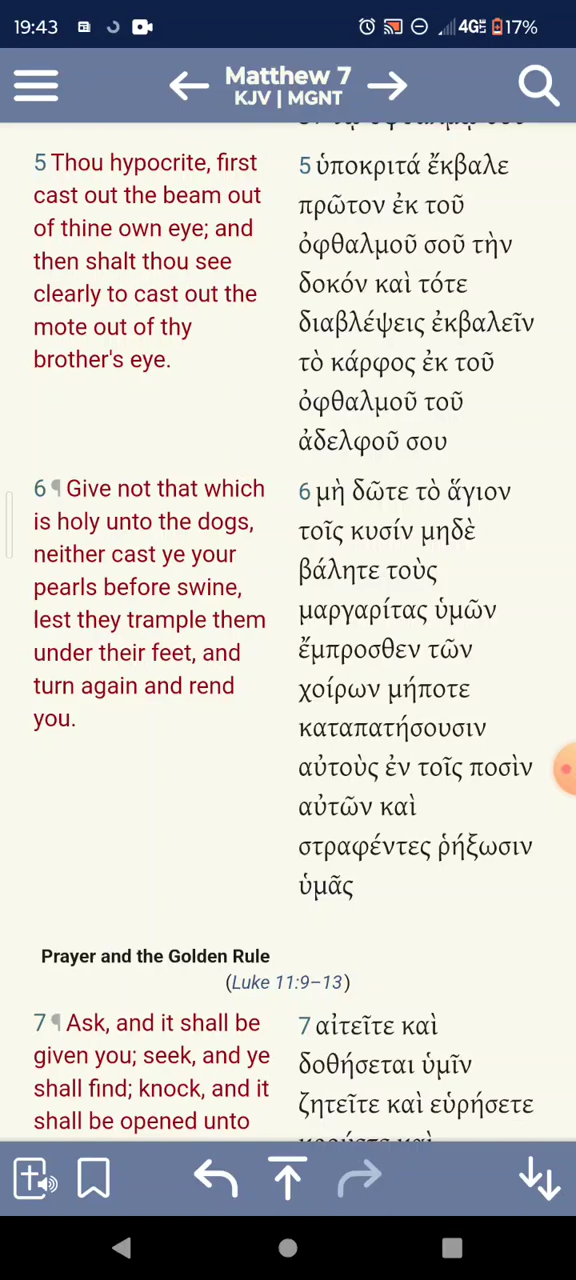 19:43
4G
17%
Matthew 7
KJV | MGNT
5 Thou hypocrite, first
cast out the beam out
of thine own eye; and
then shalt thou see
clearly to cast out the
mote out of thy
brother's eye.
5 ὑποκριτά ἔκβαλε
πρῶτον ἐκ τοῦ
ὀφθαλμοῦ σοῦ τὴν
δοκόν καὶ τότε
διαβλέψεις ἐκβαλεῖν
τὸ κάρφος ἐκ τοῦ
ὀφθαλμοῦ τοῦ
ἀδελφοῦ σου
6 ¶ Give not that which
is holy unto the dogs,
neither cast ye your
pearls before swine,
lest they trample them
under their feet, and
turn again and rend
you.
6 μὴ δῶτε τὸ ἅγιον
τοῖς κυσίν μηδὲ
βάλητε τοὺς
μαργαρίτας ὑμῶν
ἔμπροσθεν τῶν
χοίρων μήποτε
καταπατήσουσιν
αὐτοὺς ἐν τοῖς ποσὶν
αὐτῶν καὶ
στραφέντες ῥήξωσιν
ὑμᾶς
Prayer and the Golden Rule
(Luke 11:9–13)
7 ¶ Ask, and it shall be
given you; seek, and ye
shall find; knock, and it
shall be opened unto
7 αἰτεῖτε καὶ
δοθήσεται ὑμῖν
ζητεῖτε καὶ εὑρήσετε